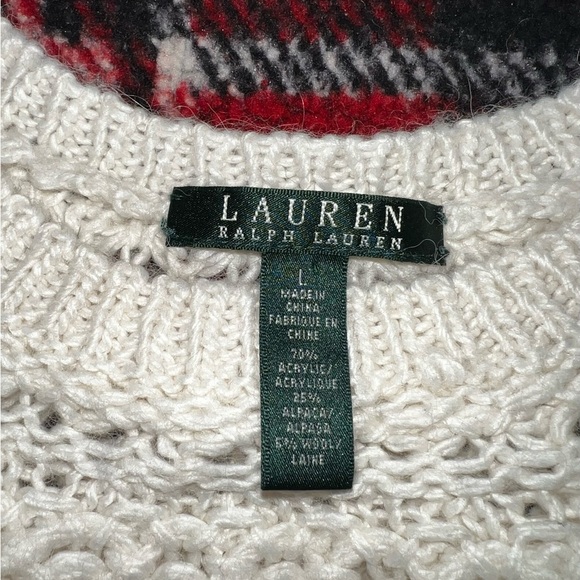 LAUREN
RALPH LAUREN
L
MADE IN
CHINA
FABRIQUE EN
CHINE
70%
ACRYLIC/
ACRYLIQUE
25%
ALPACA/
ALPAGA
5% WOOL/
LAINE